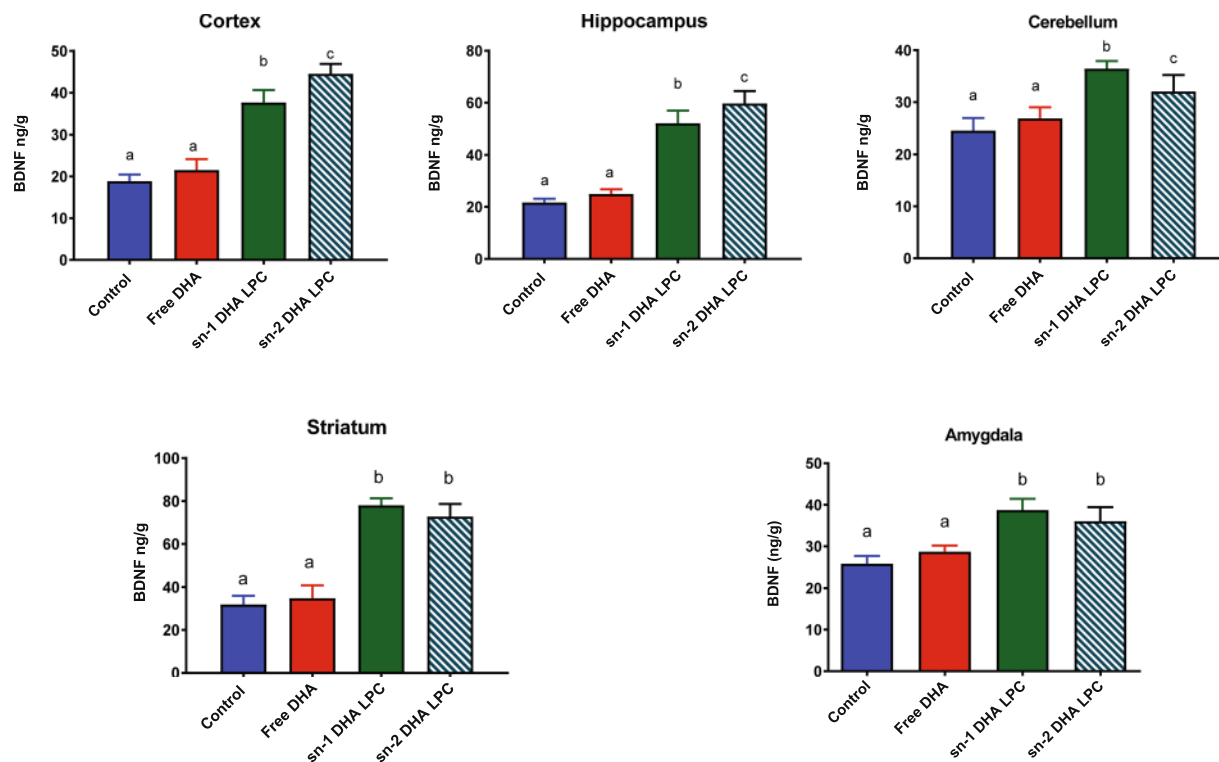 Cortex
BDNF ng/g
50
40
30
20
10
0
a
a
b
c
Control
Free DHA
sn-1 DHA LPC
sn-2 DHA LPC
Hippocampus
BDNF ng/g
80
60
40
20
0
a
a
b
c
Control
Free DHA
sn-1 DHA LPC
sn-2 DHA LPC
Cerebellum
BDNF ng/g
40
30
20
10
0
a
a
b
c
Control
Free DHA
sn-1 DHA LPC
sn-2 DHA LPC
Striatum
BDNF ng/g
100
80
60
40
20
0
a
a
b
b
Control
Free DHA
sn-1 DHA LPC
sn-2 DHA LPC
Amygdala
BDNF (ng/g)
50
40
30
20
10
0
a
a
b
b
Control
Free DHA
sn-1 DHA LPC
sn-2 DHA LPC